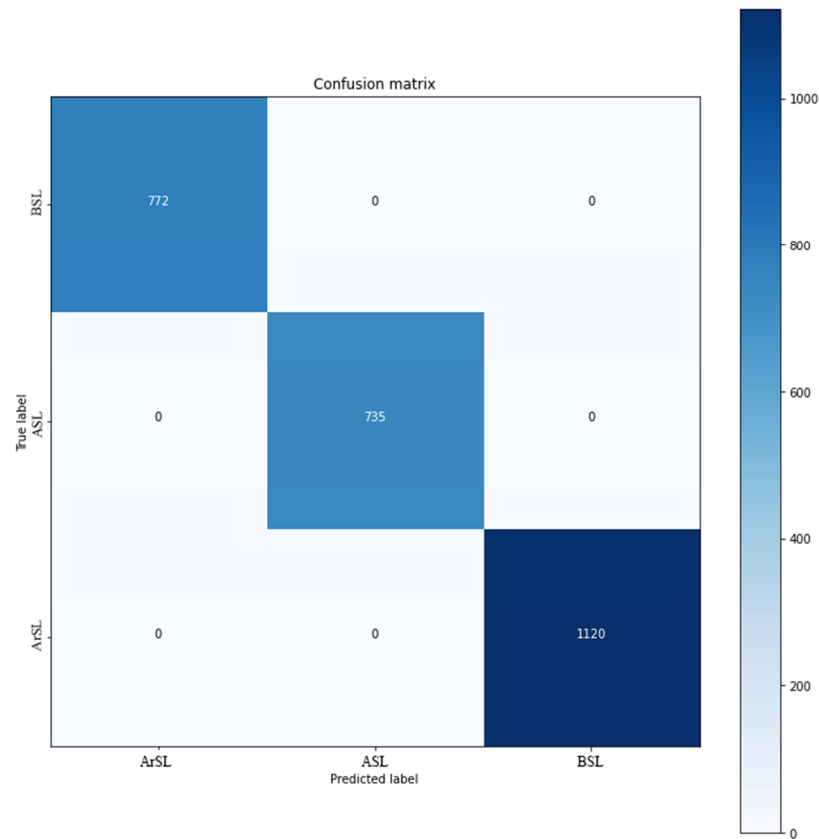 Confusion matrix
1000
800
600
400
200
0
True label
BSL
772
0
0
ASL
0
735
0
ArSL
0
0
1120
ArSL
ASL
BSL
Predicted label